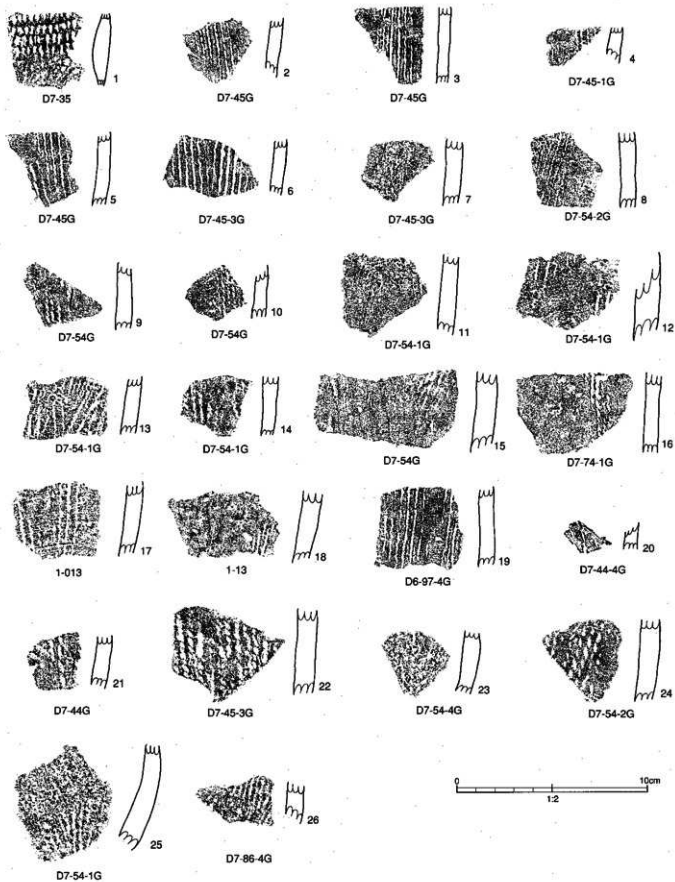 1
D7-35
2
D7-45G
3
D7-45G
4
D7-45-1G
5
D7-45G
6
D7-45-3G
7
D7-45-3G
8
D7-54-2G
9
D7-54G
10
D7-54G
11
D7-54-1G
12
D7-54-1G
13
D7-54-1G
14
D7-54-1G
15
D7-54G
16
D7-74-1G
17
1-013
18
1-13
19
D6-97-4G
20
D7-44-4G
21
D7-44G
22
D7-45-3G
23
D7-54-4G
24
D7-54-2G
25
D7-54-1G
26
D7-86-4G
0 10cm
1:2